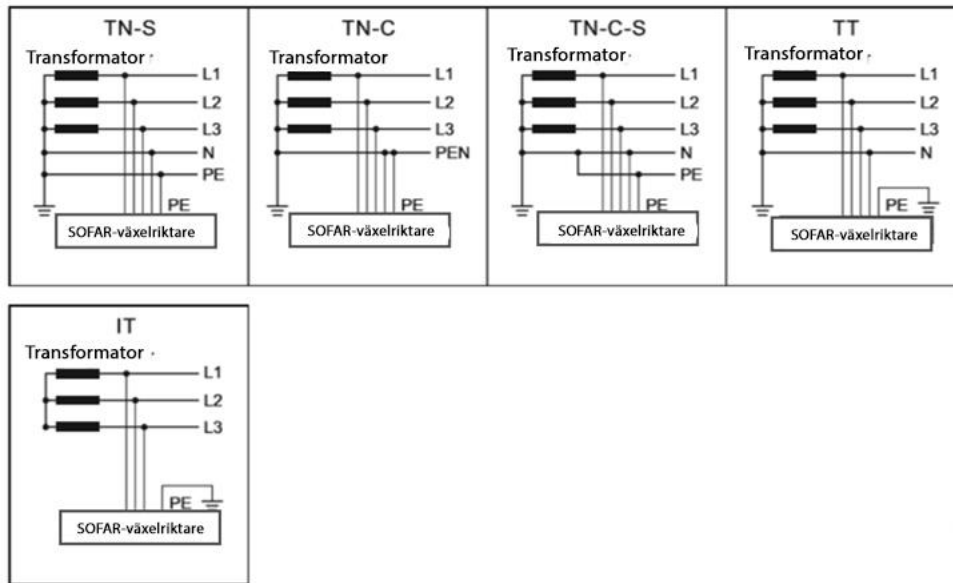 TN-S
Transformator
L1
L2
L3
N
PE
PE
SOFAR-växelriktare
TN-C
Transformator
L1
L2
L3
PEN
PE
SOFAR-växelriktare
TN-C-S
Transformator
L1
L2
L3
N
PE
PE
SOFAR-växelriktare
TT
Transformator
L1
L2
L3
N
PE
SOFAR-växelriktare
IT
Transformator
L1
L2
L3
PE
SOFAR-växelriktare